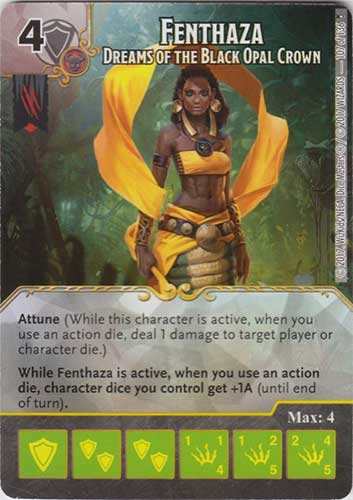 4
FENTHAZA
DREAMS OF THE BLACK OPAL CROWN
Attune (While this character is active, when you
use an action die, deal 1 damage to target player or
character die.)
While Fenthaza is active, when you use an action
die, character dice you control get +1A (until end
of turn).
Max: 4
1 1 4
1 2 5
2 4 5